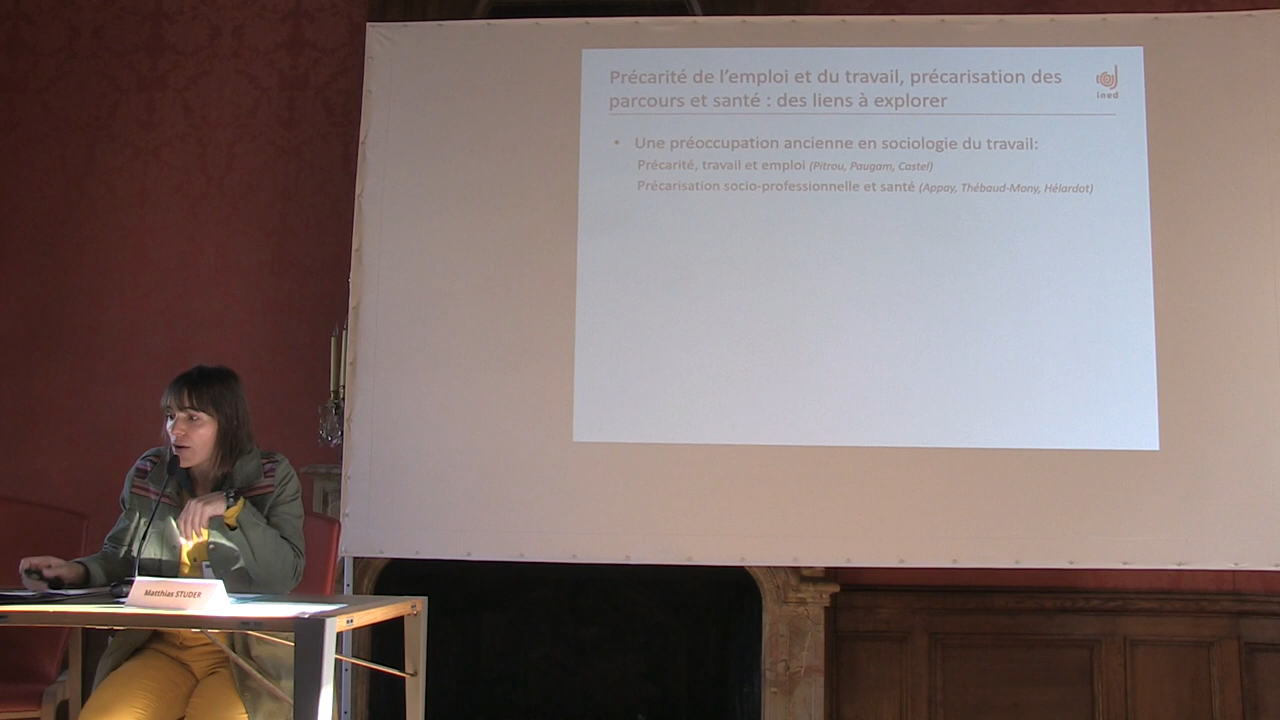 Précarité de l'emploi et du travail, précarisation des
parcours et santé : des liens à explorer
ined
• Une préoccupation ancienne en sociologie du travail:
Précarité, travail et emploi (Pitrou, Paugam, Castel)
Précarisation socio-professionnelle et santé (Appay, Thébaud-Mony, Hélardot)
Matthias STUDER